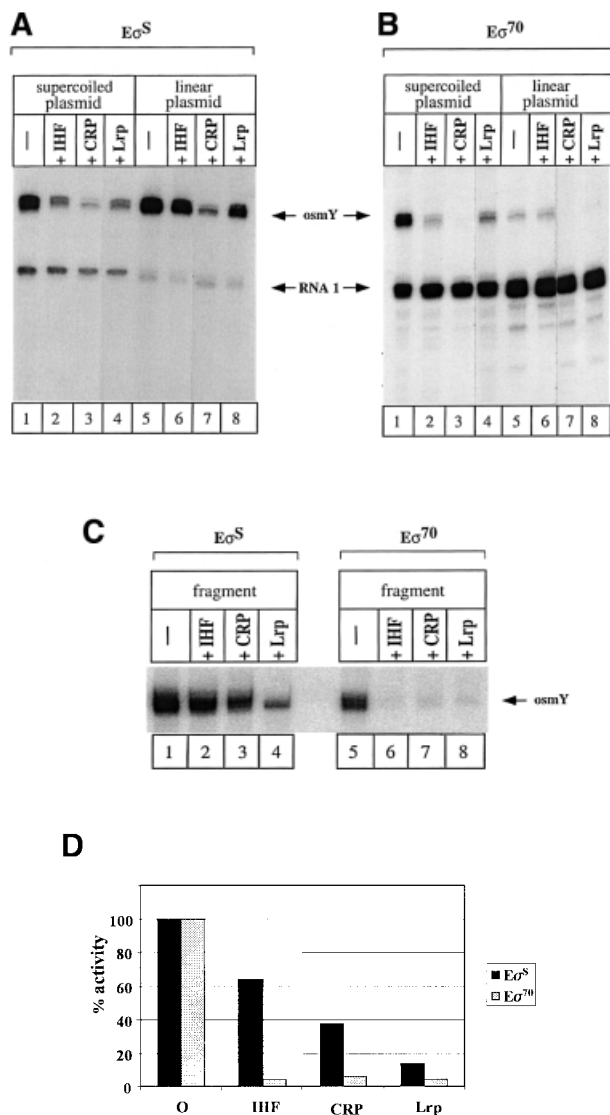 A
Eσ^S
supercoiled plasmid
linear plasmid
— + IHF + CRP + Lrp — + IHF + CRP + Lrp
1 2 3 4 5 6 7 8
osmY
RNA 1
B
Eσ^70
supercoiled plasmid
linear plasmid
— + IHF + CRP + Lrp — + IHF + CRP + Lrp
1 2 3 4 5 6 7 8
C
Eσ^S
Eσ^70
fragment
fragment
— + IHF + CRP + Lrp
— + IHF + CRP + Lrp
osmY
1 2 3 4
5 6 7 8
D
% activity
100
80
60
40
20
0
O IHF CRP Lrp
Eσ^S
Eσ^70